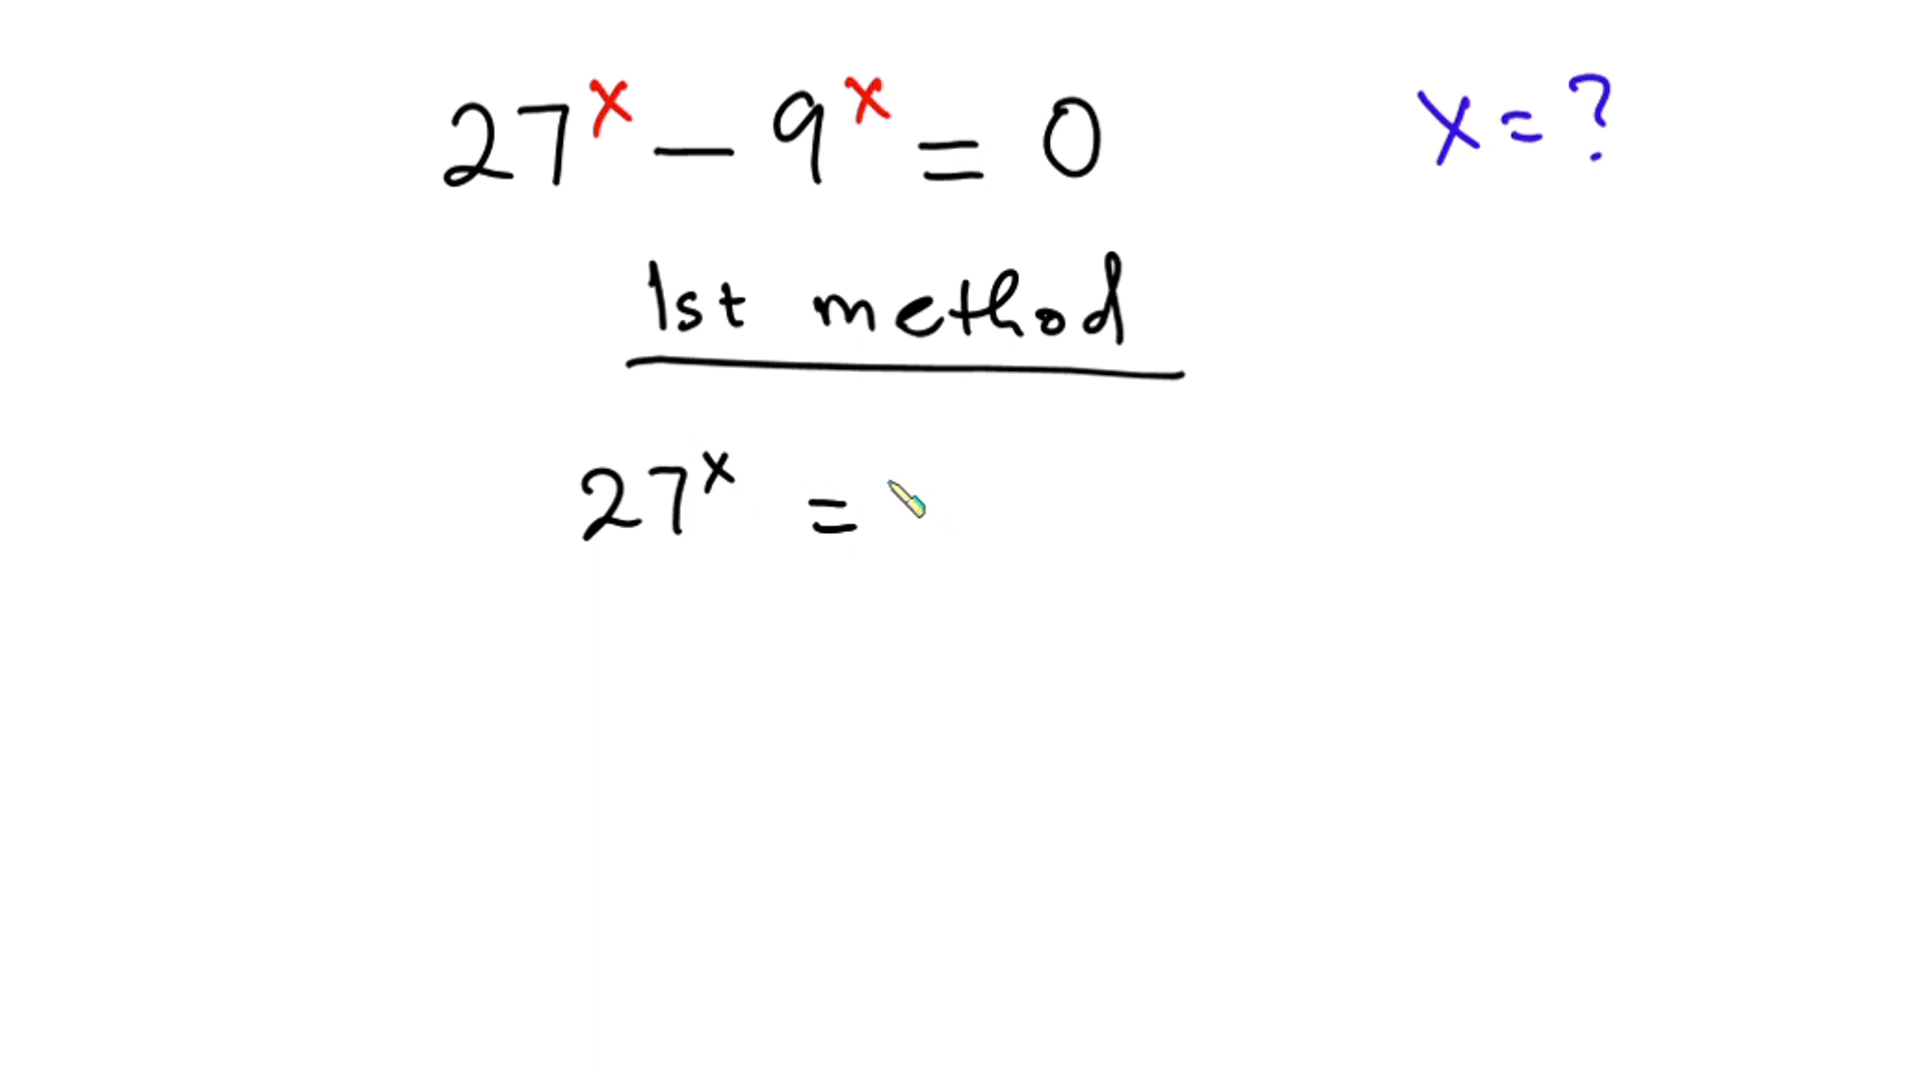 27^x – 9^x = 0 x = ?
1st method
27^x =